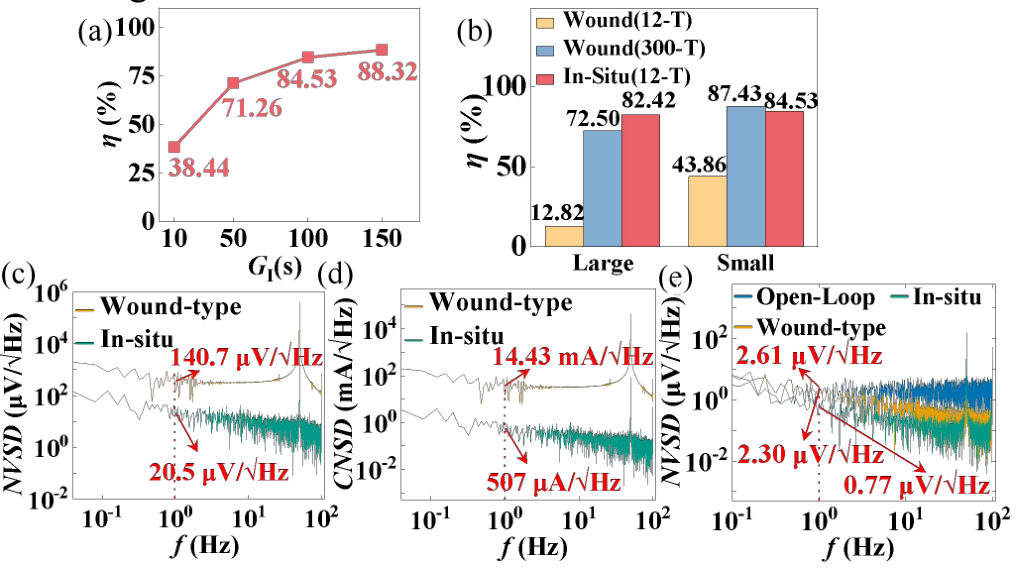 (a)
100
75
50
25
0
η (%)
38.44
71.26
84.53
88.32
10 50 100 150
G_I(s)
(b)
Wound(12-T)
Wound(300-T)
In-Situ(12-T)
100
50
0
η (%)
12.82
72.50
82.42
43.86
87.43
84.53
Large Small
(c)
10^6
10^4
10^2
10^0
10^-2
NVSD (μV/√Hz)
Wound-type
In-situ
140.7 μV/√Hz
20.5 μV/√Hz
10^-1 10^0 10^1 10^2
f (Hz)
(d)
10^4
10^2
10^0
10^-2
CNSD (mA/√Hz)
Wound-type
In-situ
14.43 mA/√Hz
507 μA/√Hz
10^-1 10^0 10^1 10^2
f (Hz)
(e)
10^2
10^0
10^-2
10^-4
NVSD (μV/√Hz)
Open-Loop In-situ
Wound-type
2.61 μV/√Hz
2.30 μV/√Hz
0.77 μV/√Hz
10^-1 10^0 10^1 10^2
f (Hz)